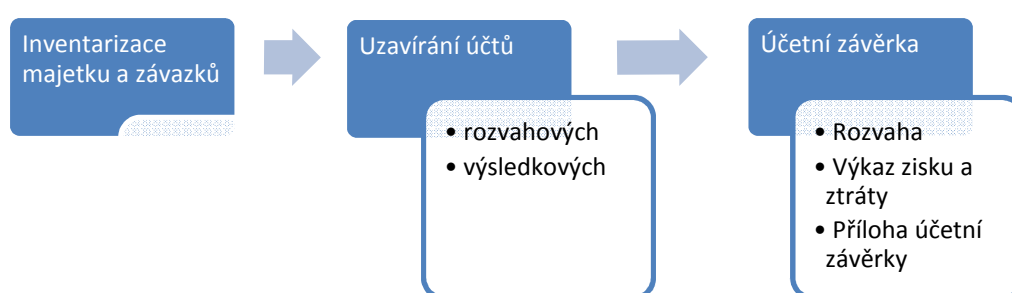 Inventarizace
majetku a závazků
Uzavírání účtů
• rozvahových
• výsledkových
Účetní závěrka
• Rozvaha
• Výkaz zisku a
ztráty
• Příloha účetní
závěrky